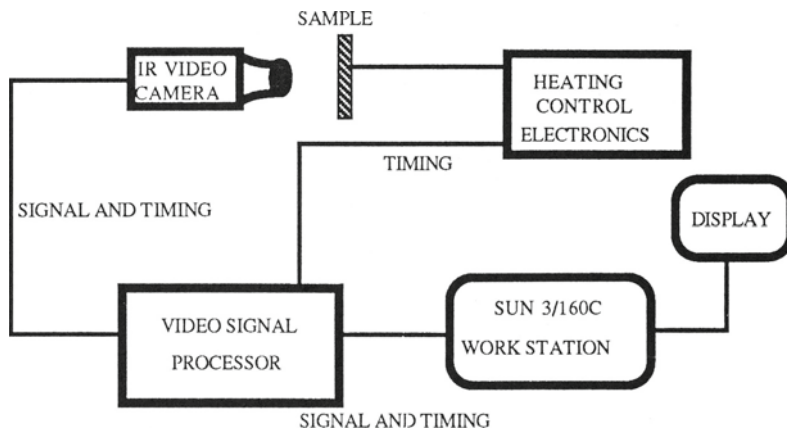 SAMPLE
IR VIDEO
CAMERA
HEATING
CONTROL
ELECTRONICS
TIMING
SIGNAL AND TIMING
DISPLAY
VIDEO SIGNAL
PROCESSOR
SUN 3/160C
WORK STATION
SIGNAL AND TIMING